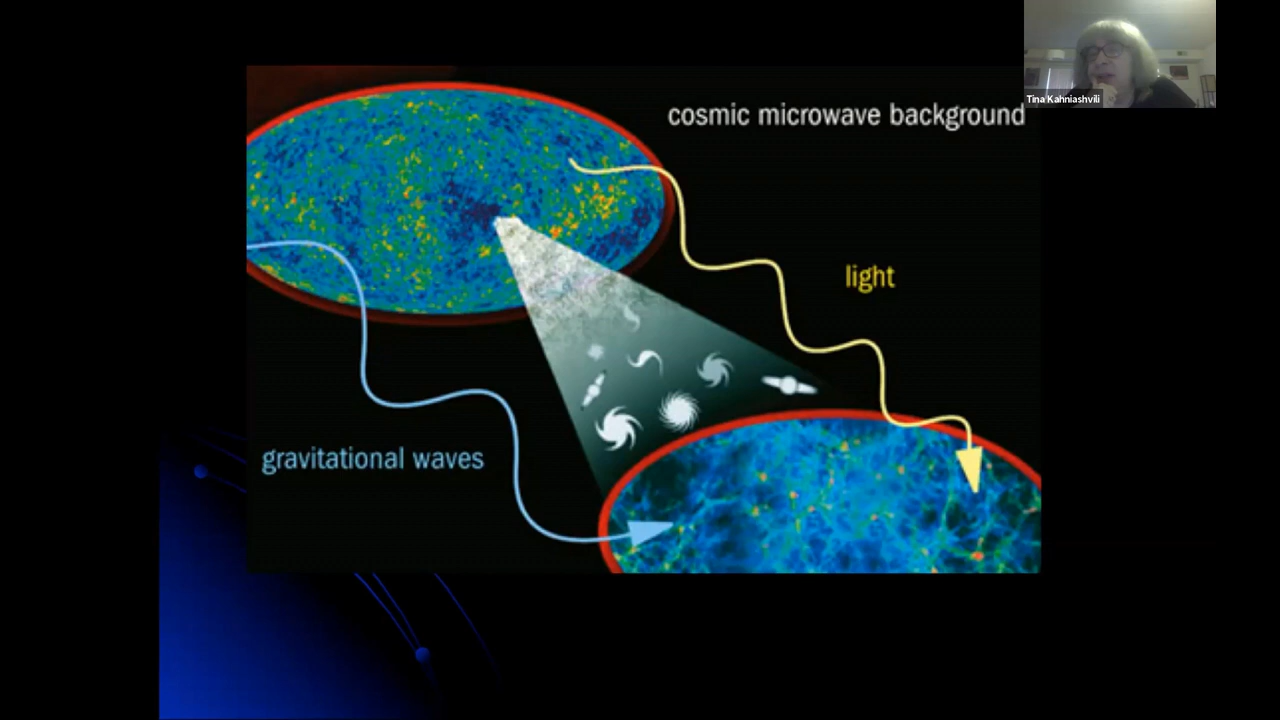 Tina Kahniashvili
cosmic microwave background
light
gravitational waves